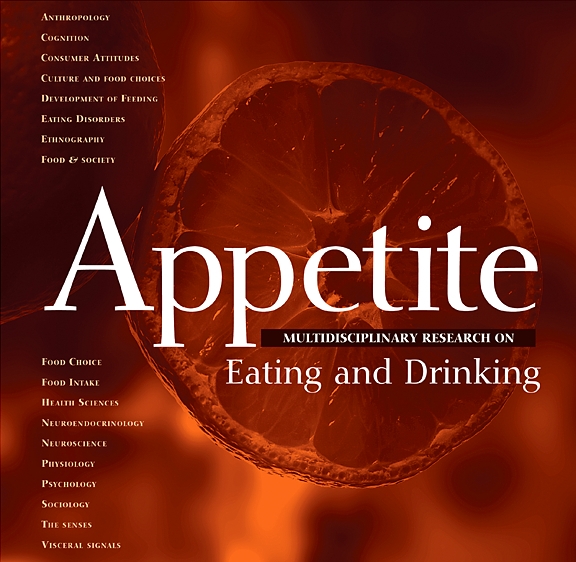 Anthropology
Cognition
Consumer Attitudes
Culture and food choices
Development of Feeding
Eating Disorders
Ethnography
Food & society
Appetite
MULTIDISCIPLINARY RESEARCH ON
Eating and Drinking
Food Choice
Food Intake
Health Sciences
Neuroendocrinology
Neuroscience
Physiology
Psychology
Sociology
The senses
Visceral signals